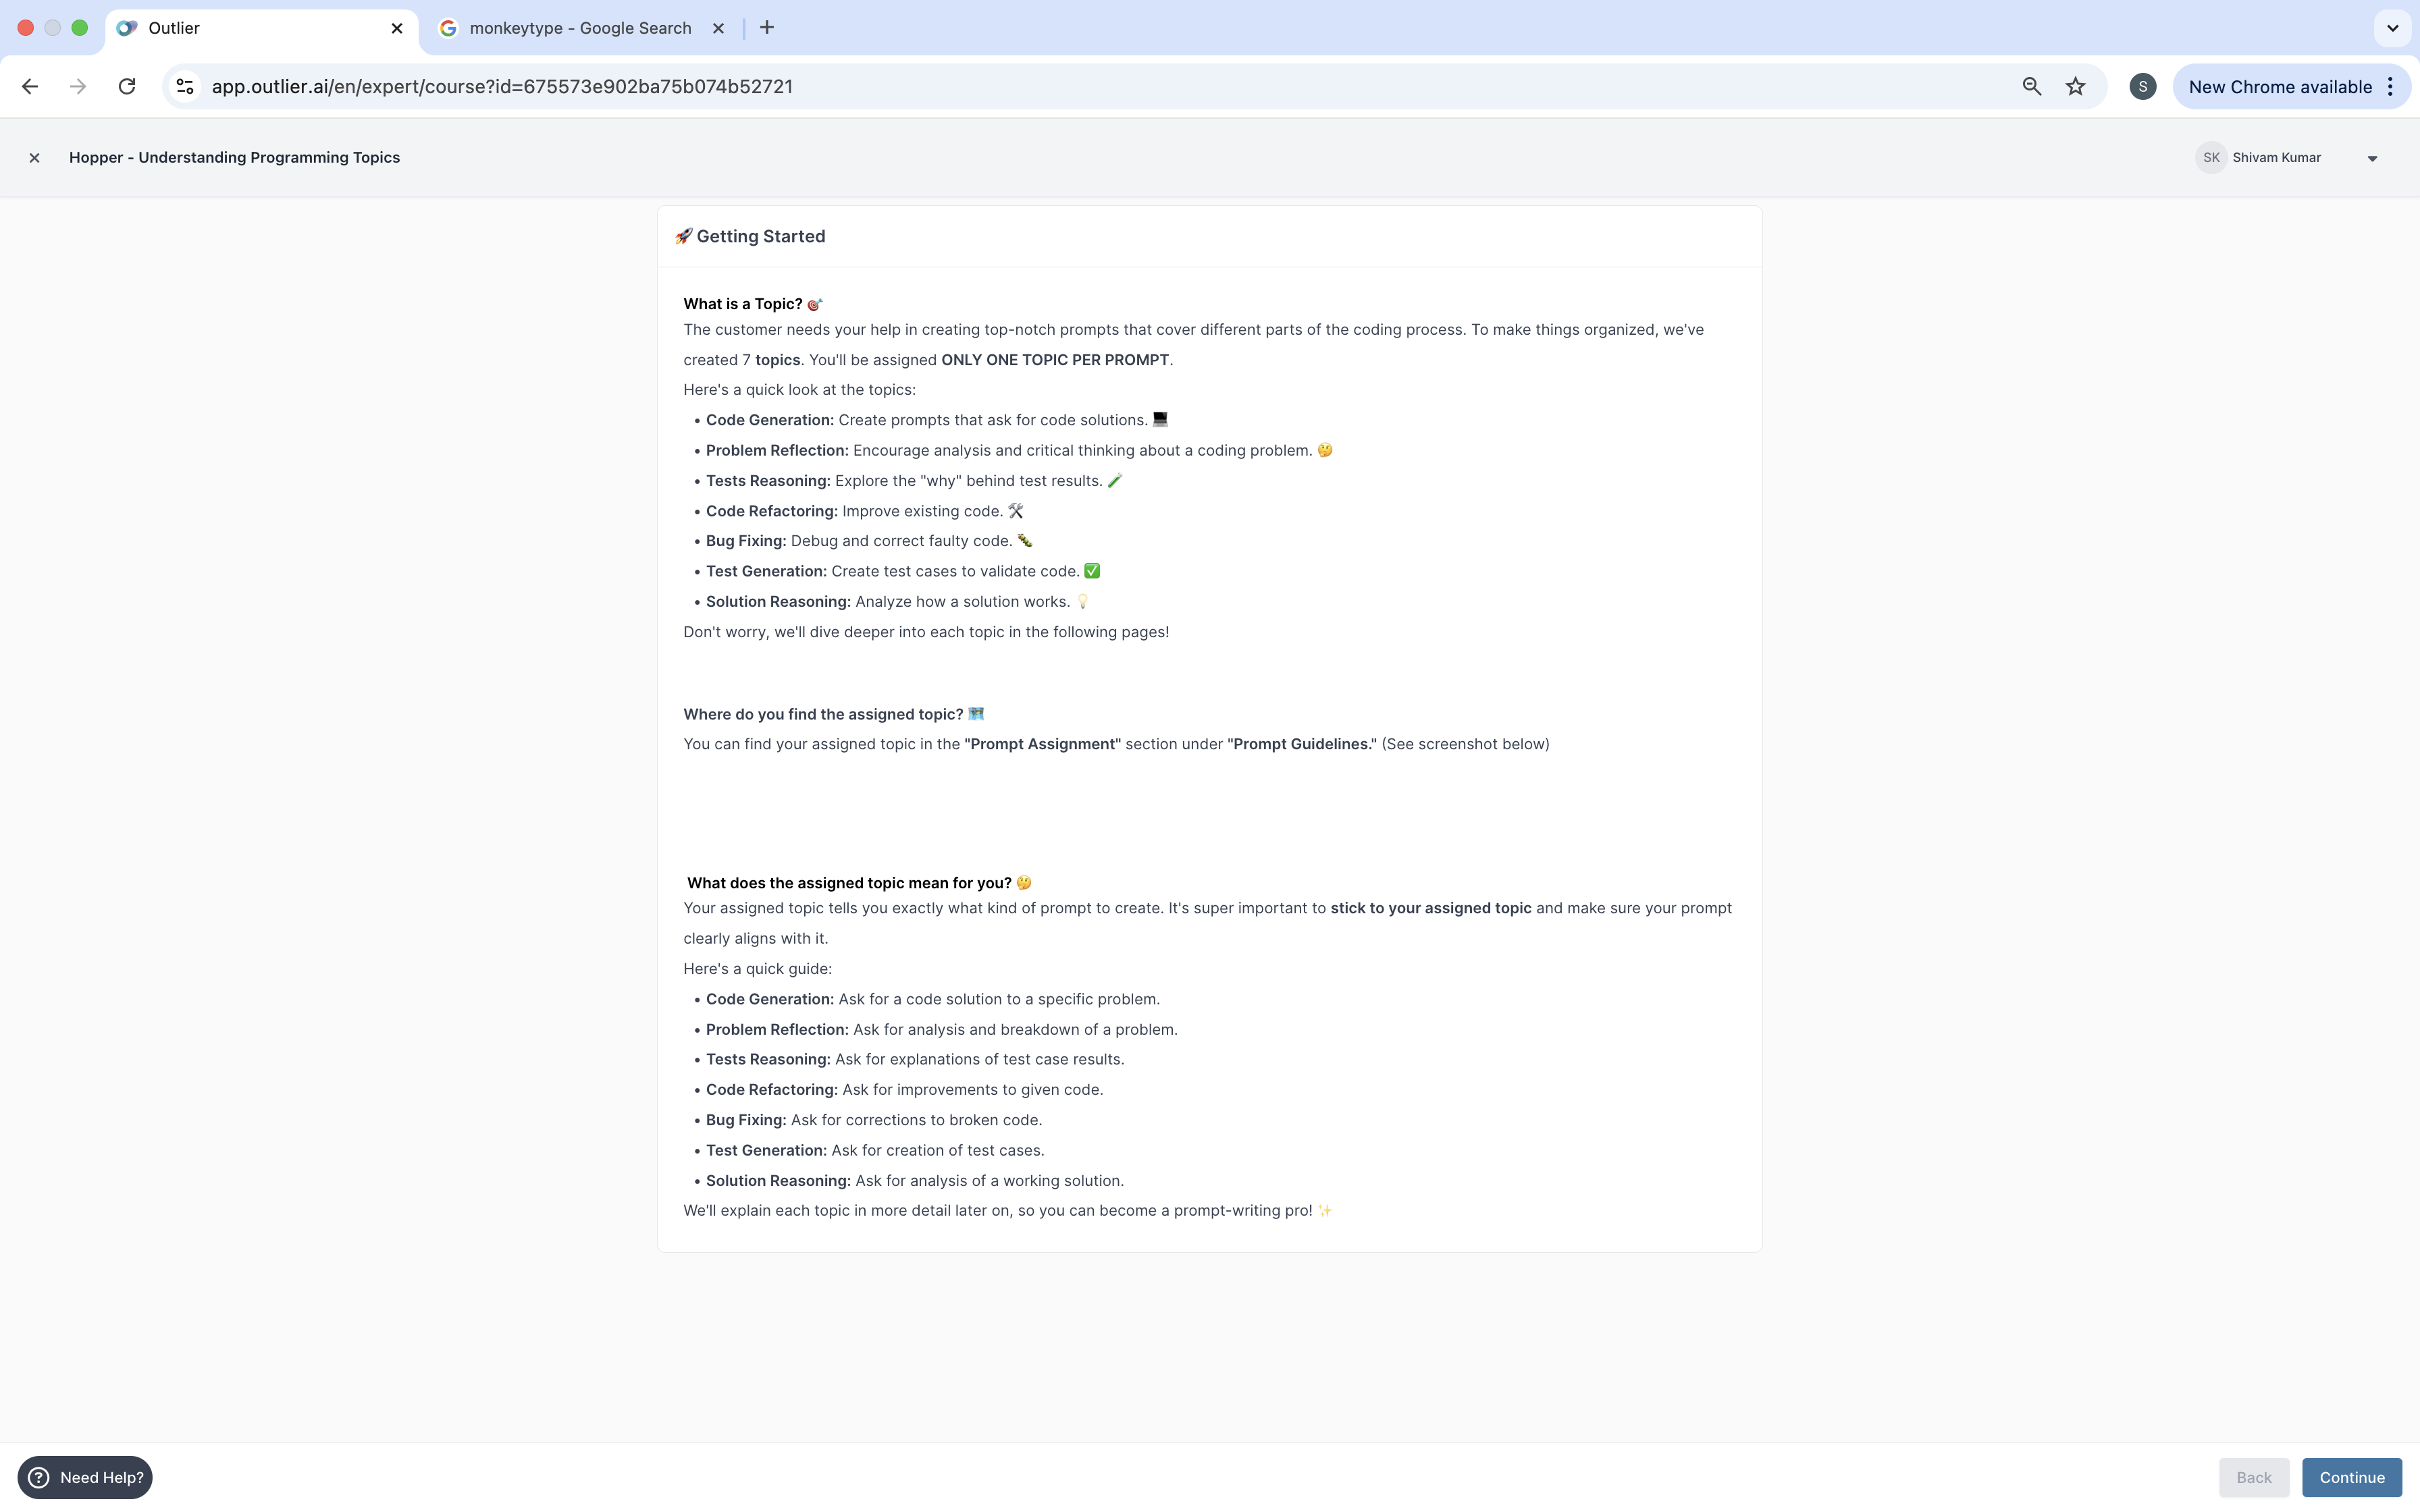 Outlier
monkeytype - Google Search
app.outlier.ai/en/expert/course?id=675573e902ba75b074b52721
S
New Chrome available
Hopper - Understanding Programming Topics
SK Shivam Kumar
🚀 Getting Started
What is a Topic? 🎯
The customer needs your help in creating top-notch prompts that cover different parts of the coding process. To make things organized, we've
created 7 topics. You'll be assigned ONLY ONE TOPIC PER PROMPT.
Here's a quick look at the topics:
• Code Generation: Create prompts that ask for code solutions. 💻
• Problem Reflection: Encourage analysis and critical thinking about a coding problem. 🤔
• Tests Reasoning: Explore the "why" behind test results. 🧪
• Code Refactoring: Improve existing code. 🛠️
• Bug Fixing: Debug and correct faulty code. 🐛
• Test Generation: Create test cases to validate code. ✅
• Solution Reasoning: Analyze how a solution works. 💡
Don't worry, we'll dive deeper into each topic in the following pages!
Where do you find the assigned topic? 🗺️
You can find your assigned topic in the "Prompt Assignment" section under "Prompt Guidelines." (See screenshot below)
What does the assigned topic mean for you? 🤔
Your assigned topic tells you exactly what kind of prompt to create. It's super important to stick to your assigned topic and make sure your prompt
clearly aligns with it.
Here's a quick guide:
• Code Generation: Ask for a code solution to a specific problem.
• Problem Reflection: Ask for analysis and breakdown of a problem.
• Tests Reasoning: Ask for explanations of test case results.
• Code Refactoring: Ask for improvements to given code.
• Bug Fixing: Ask for corrections to broken code.
• Test Generation: Ask for creation of test cases.
• Solution Reasoning: Ask for analysis of a working solution.
We'll explain each topic in more detail later on, so you can become a prompt-writing pro! ✨
Need Help?
Back
Continue